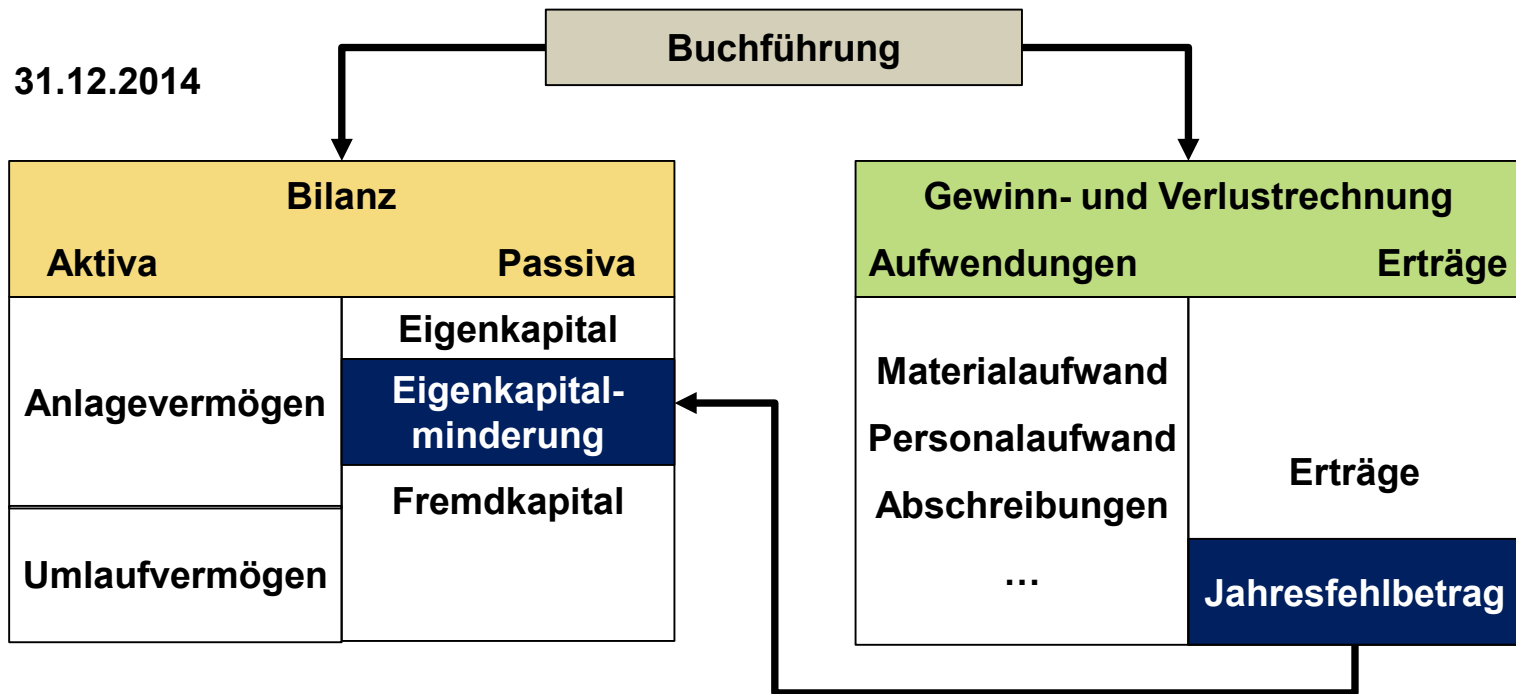 Buchführung
31.12.2014
Bilanz
Aktiva Passiva
Anlagevermögen
Umlaufvermögen
Eigenkapital
Eigenkapital-
minderung
Fremdkapital
Gewinn- und Verlustrechnung
Aufwendungen Erträge
Materialaufwand
Personalaufwand
Abschreibungen
…
Erträge
Jahresfehlbetrag